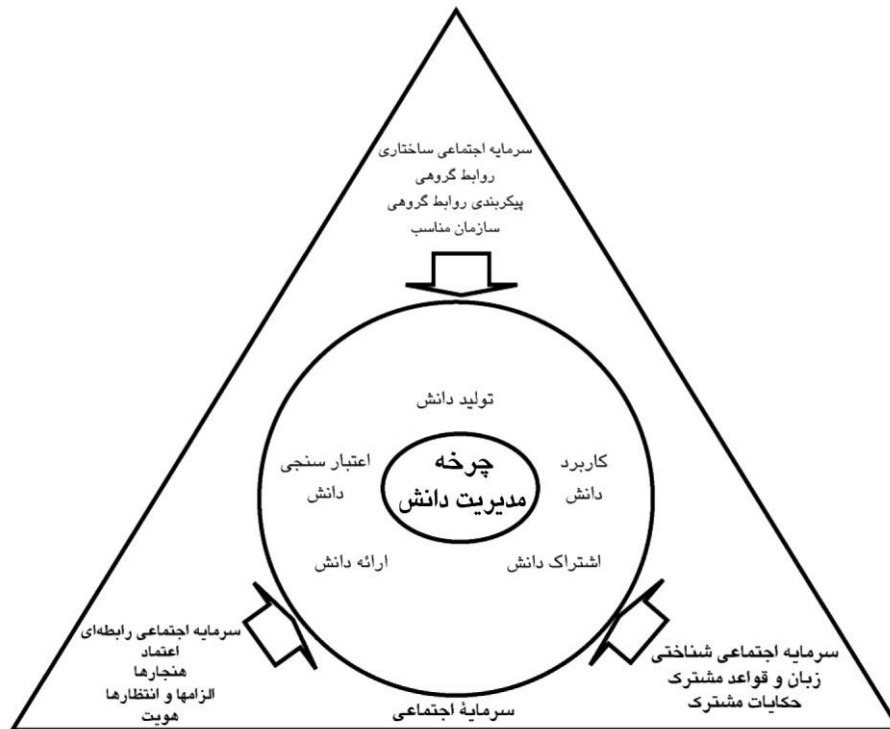 سرمایه اجتماعی ساختاری
روابط گروهی
پیکربندی روابط گروهی
سازمان مناسب
تولید دانش
کاربرد
دانش
چرخه
مدیریت دانش
اعتبار سنجی
دانش
اشتراک دانش
ارائه دانش
سرمایه اجتماعی شناختی
زبان و قواعد مشترک
حکایات مشترک
سرمایه اجتماعی رابطه‌ای
اعتماد
هنجارها
الزامها و انتظارها
هویت
سرمایۀ اجتماعی